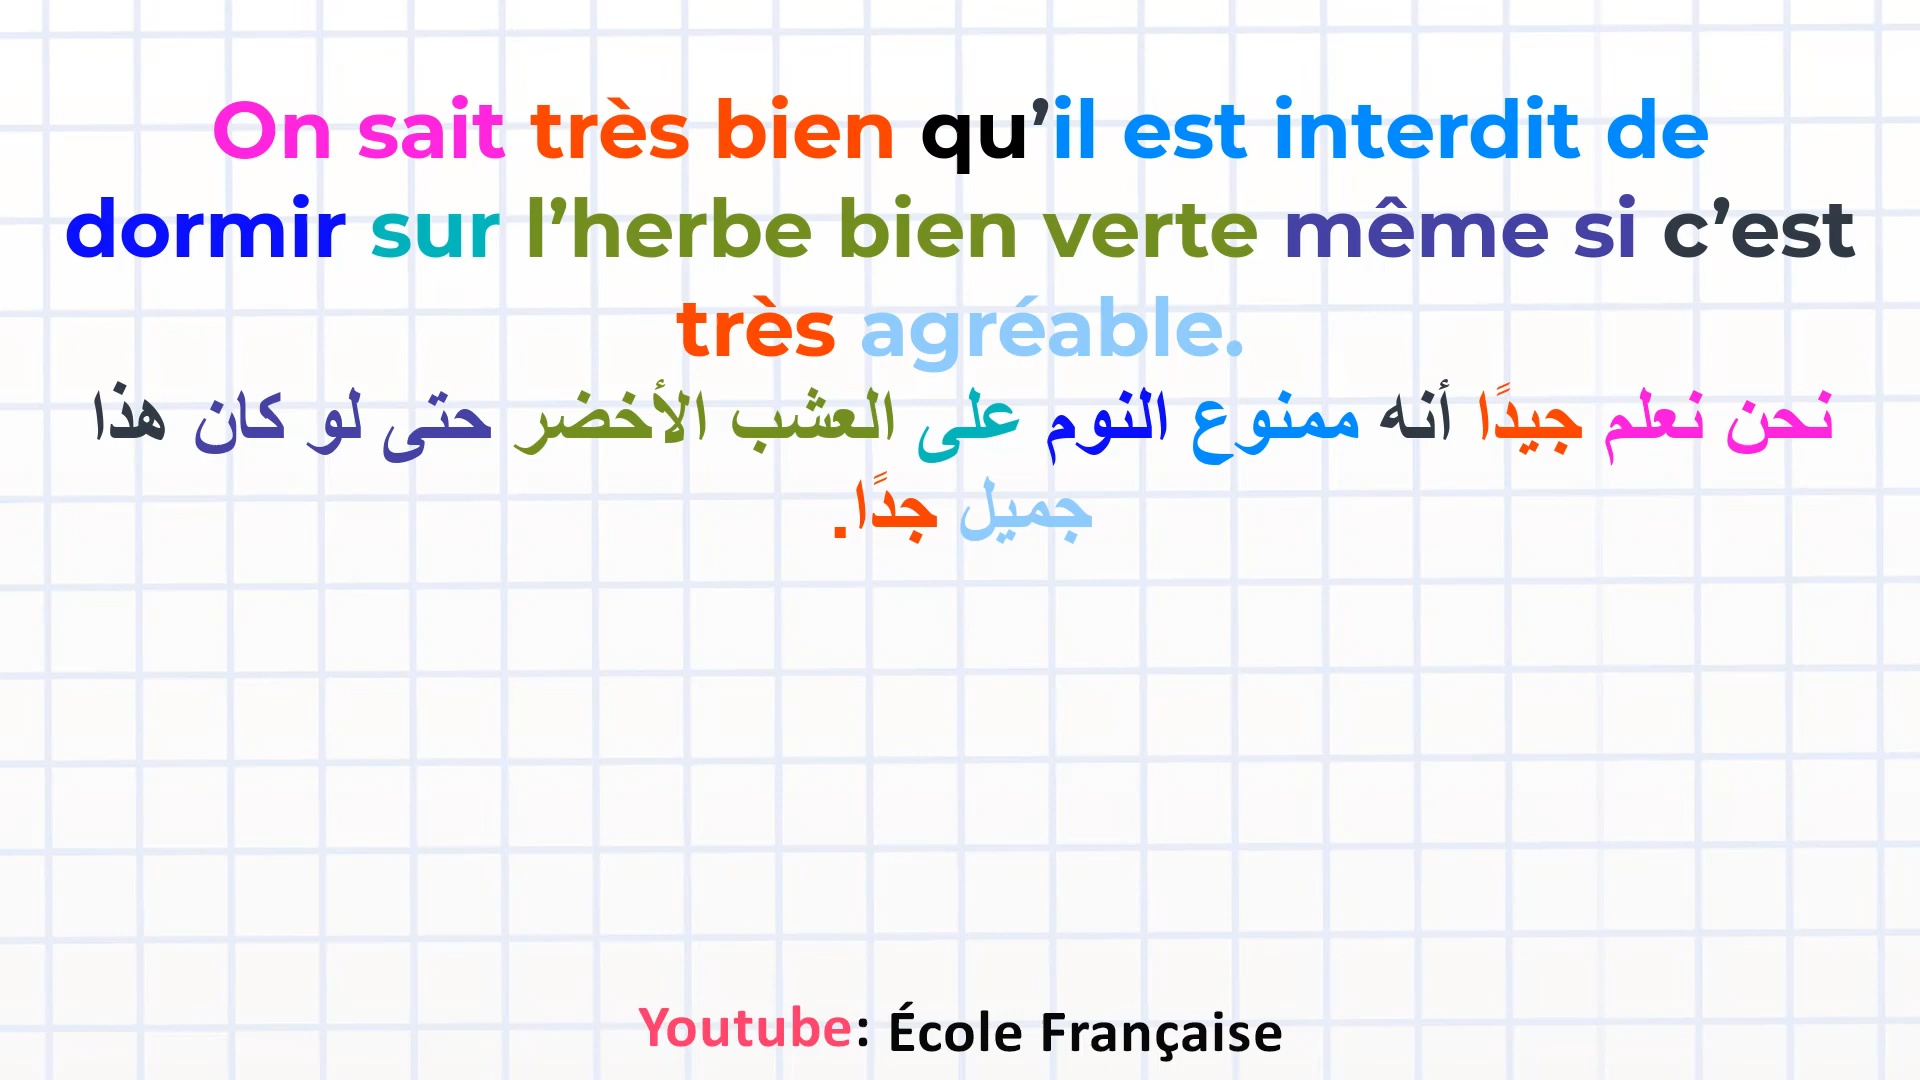 On sait très bien qu’il est interdit de
dormir sur l’herbe bien verte même si c’est
très agréable.
نحن نعلم جيدًا أنه ممنوع النوم على العشب الأخضر حتى لو كان هذا
جميل جدًا.
Youtube: École Française